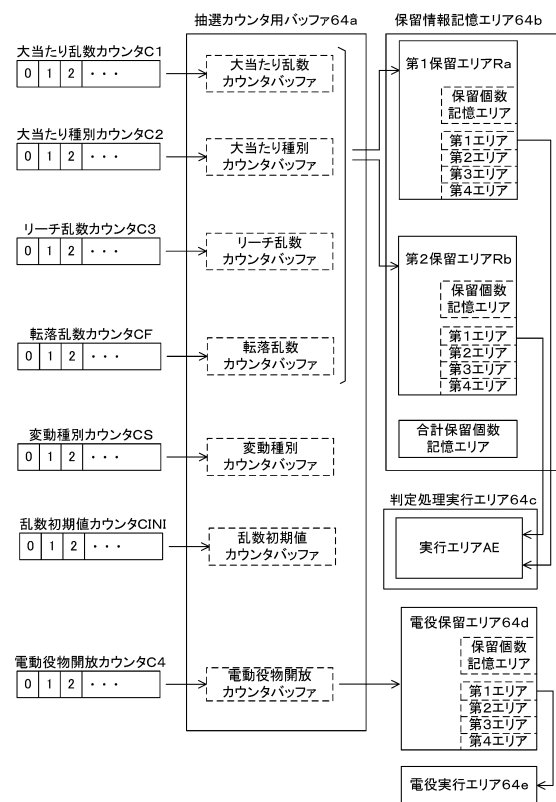 抽選カウンタ用バッファ64a
大当たり乱数カウンタC1
0 1 2 ・・・
大当たり乱数
カウンタバッファ
大当たり種別カウンタC2
0 1 2 ・・・
大当たり種別
カウンタバッファ
リーチ乱数カウンタC3
0 1 2 ・・・
リーチ乱数
カウンタバッファ
転落乱数カウンタCF
0 1 2 ・・・
転落乱数
カウンタバッファ
変動種別カウンタCS
0 1 2 ・・・
変動種別
カウンタバッファ
乱数初期値カウンタCINI
0 1 2 ・・・
乱数初期値
カウンタバッファ
電動役物開放カウンタC4
0 1 2 ・・・
電動役物開放
カウンタバッファ
保留情報記憶エリア64b
第1保留エリアRa
保留個数
記憶エリア
第1エリア
第2エリア
第3エリア
第4エリア
第2保留エリアRb
保留個数
記憶エリア
第1エリア
第2エリア
第3エリア
第4エリア
合計保留個数
記憶エリア
判定処理実行エリア64c
実行エリアAE
電役保留エリア64d
保留個数
記憶エリア
第1エリア
第2エリア
第3エリア
第4エリア
電役実行エリア64e